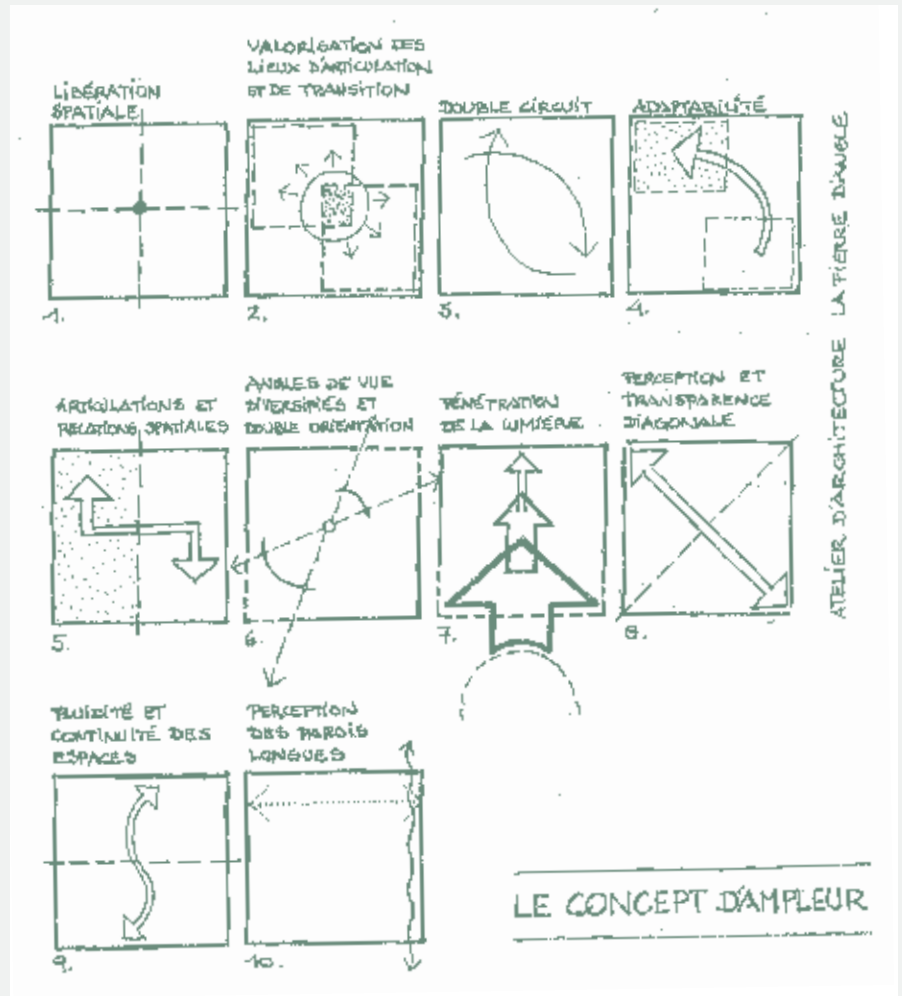 LIBÉRATION
SPATIALE
1.
VALORISATION DES
LIEUX D'ARTICULATION
ET DE TRANSITION
2.
DOUBLE CIRCUIT
3.
ADAPTABILITÉ
4.
ARTICULATIONS ET
RELATIONS SPATIALES
5.
ANGLES DE VUE
DIVERSIFIÉS ET
DOUBLE ORIENTATION
6.
PÉNÉTRATION
DE LA LUMIÈRE
7.
PERCEPTION ET
TRANSPARENCE
DIAGONALE
8.
FLUIDITÉ ET
CONTINUITÉ DES
ESPACES
9.
PERCEPTION
DES PAROIS
LONGUES
10.
LE CONCEPT D'AMPLEUR
ATELIER D'ARCHITECTURE LA PIERRE D'ANGLE